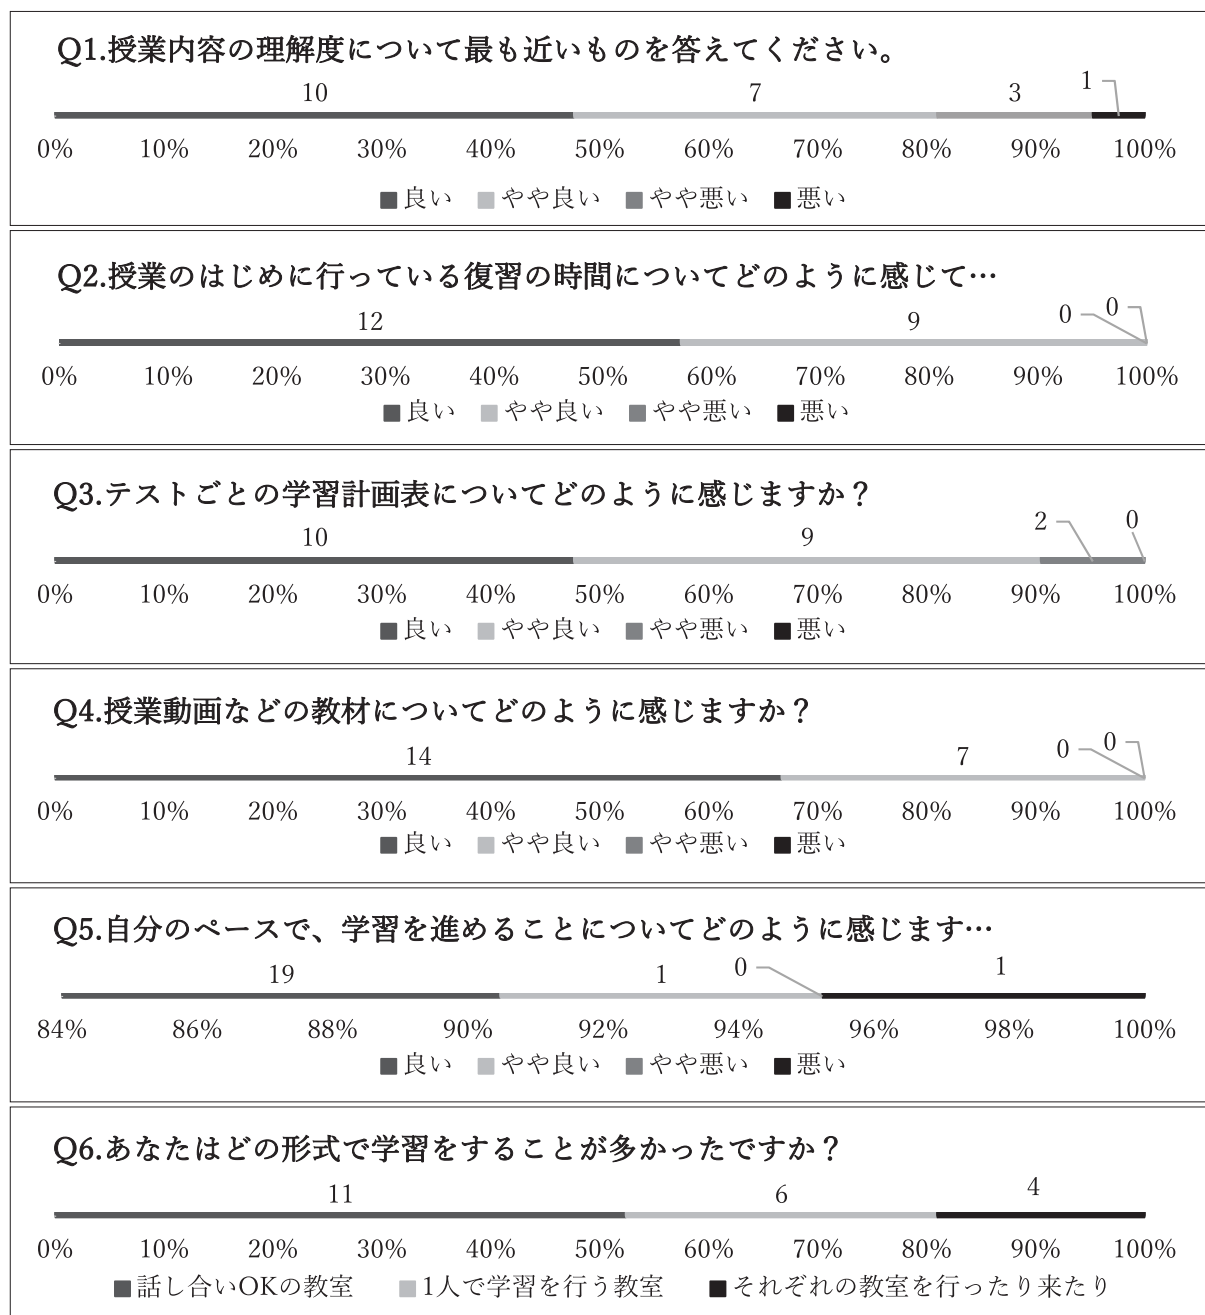 Q1.授業内容の理解度について最も近いものを答えてください。
10 7 3 1
0% 10% 20% 30% 40% 50% 60% 70% 80% 90% 100%
良い やや良い やや悪い 悪い
Q2.授業のはじめに行っている復習の時間についてどのように感じて…
12 9 0 0
0% 10% 20% 30% 40% 50% 60% 70% 80% 90% 100%
良い やや良い やや悪い 悪い
Q3.テストごとの学習計画表についてどのように感じますか？
10 9 2 0
0% 10% 20% 30% 40% 50% 60% 70% 80% 90% 100%
良い やや良い やや悪い 悪い
Q4.授業動画などの教材についてどのように感じますか？
14 7 0 0
0% 10% 20% 30% 40% 50% 60% 70% 80% 90% 100%
良い やや良い やや悪い 悪い
Q5.自分のペースで、学習を進めることについてどのように感じます…
19 1 0 1
84% 86% 88% 90% 92% 94% 96% 98% 100%
良い やや良い やや悪い 悪い
Q6.あなたはどの形式で学習をすることが多かったですか？
11 6 4
0% 10% 20% 30% 40% 50% 60% 70% 80% 90% 100%
話し合いOKの教室 1人で学習を行う教室 それぞれの教室を行ったり来たり